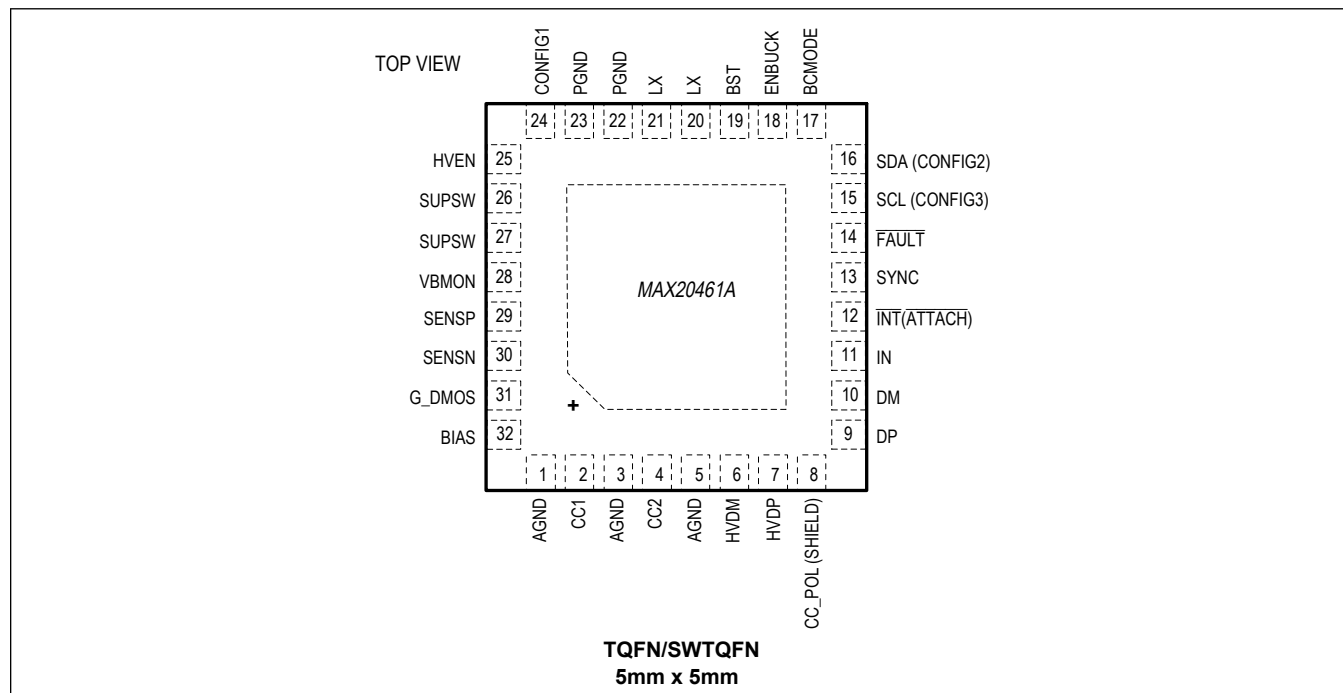 TOP VIEW
CONFIG1
PGND
PGND
LX
LX
BST
ENBUCK
BCMODE
24 23 22 21 20 19 18 17
HVEN 25
SUPSW 26
SUPSW 27
VBMON 28
SENSP 29
SENSN 30
G_DMOS 31
BIAS 32
MAX20461A
+
16 SDA (CONFIG2)
15 SCL (CONFIG3)
14 FAULT
13 SYNC
12 INT(ATTACH)
11 IN
10 DM
9 DP
1 2 3 4 5 6 7 8
AGND
CC1
AGND
CC2
AGND
HVDM
HVDP
CC_POL (SHIELD)
TQFN/SWTQFN
5mm x 5mm